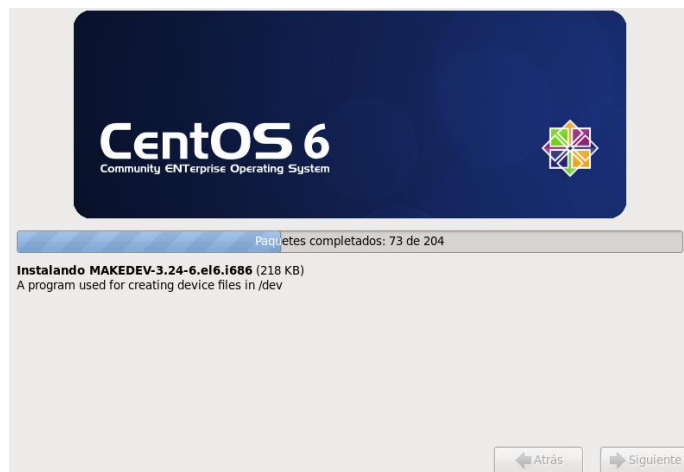 CentOS 6
Community ENTerprise Operating System
Paquetes completados: 73 de 204
Instalando MAKEDEV-3.24-6.el6.i686 (218 KB)
A program used for creating device files in /dev
Atrás
Siguiente